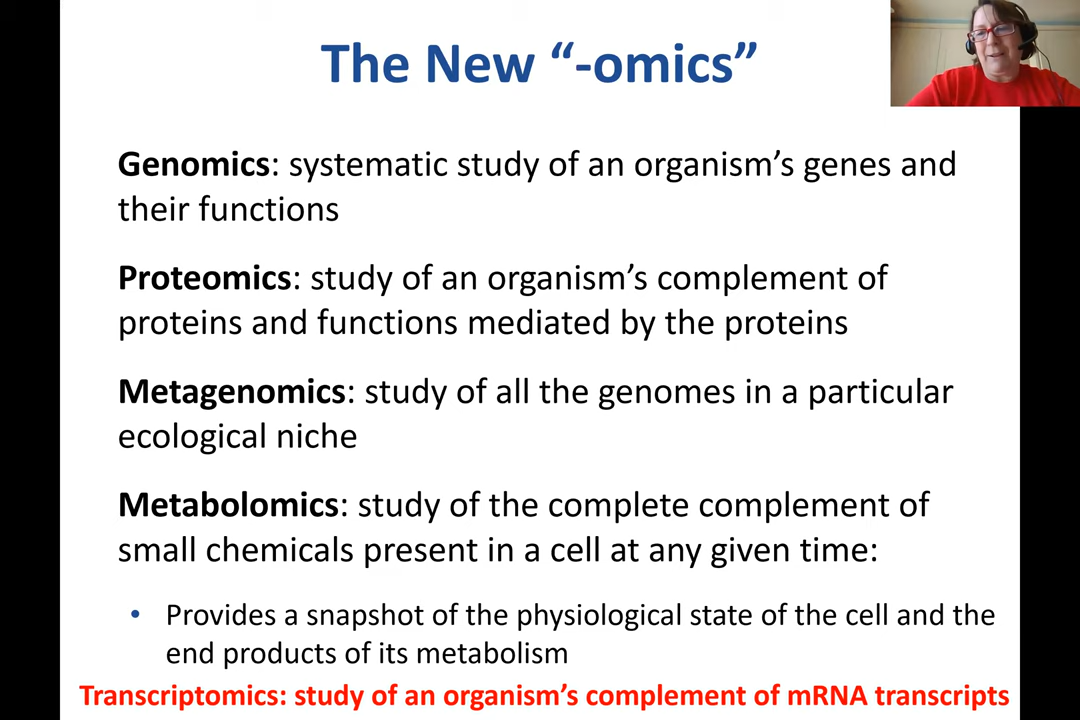 The New “-omics”
Genomics: systematic study of an organism’s genes and
their functions
Proteomics: study of an organism’s complement of
proteins and functions mediated by the proteins
Metagenomics: study of all the genomes in a particular
ecological niche
Metabolomics: study of the complete complement of
small chemicals present in a cell at any given time:
• Provides a snapshot of the physiological state of the cell and the
end products of its metabolism
Transcriptomics: study of an organism’s complement of mRNA transcripts